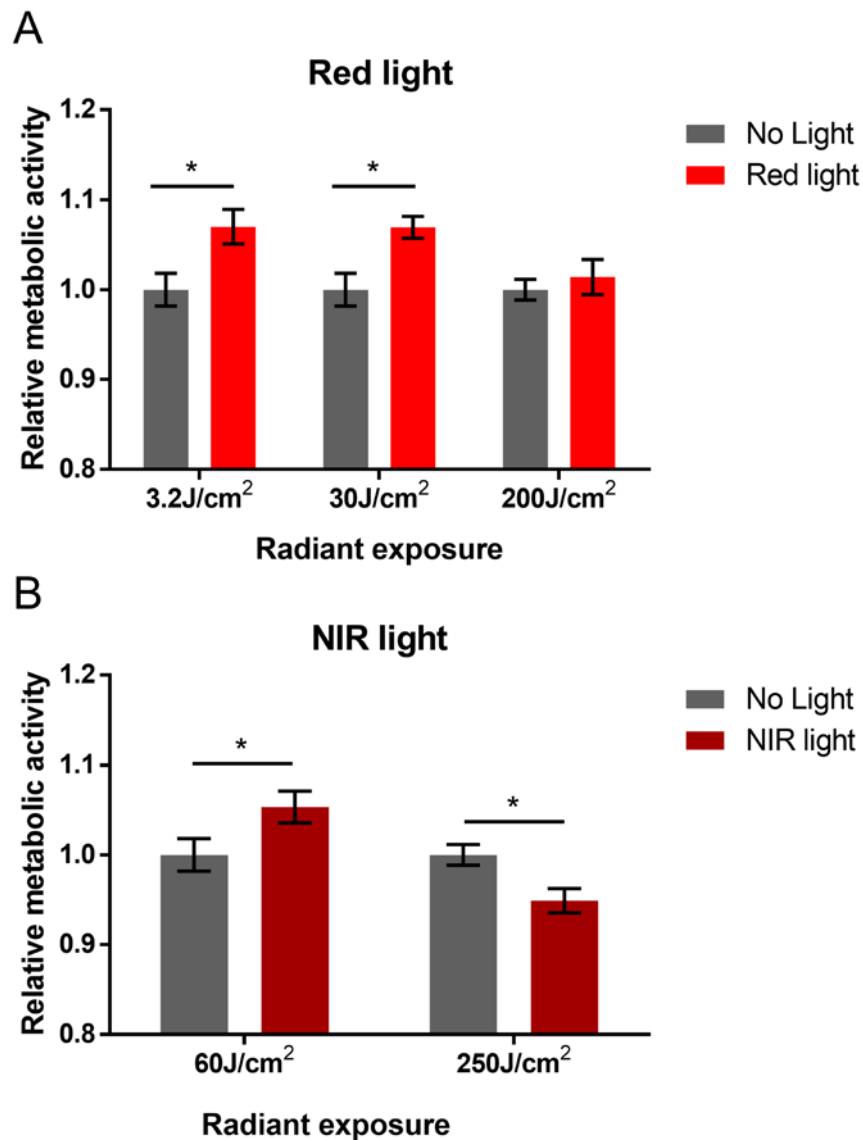 A
Red light
Relative metabolic activity
1.2
1.1
1.0
0.9
0.8
*
*
No Light
Red light
3.2J/cm²
30J/cm²
200J/cm²
Radiant exposure
B
NIR light
Relative metabolic activity
1.2
1.1
1.0
0.9
0.8
*
*
No Light
NIR light
60J/cm²
250J/cm²
Radiant exposure